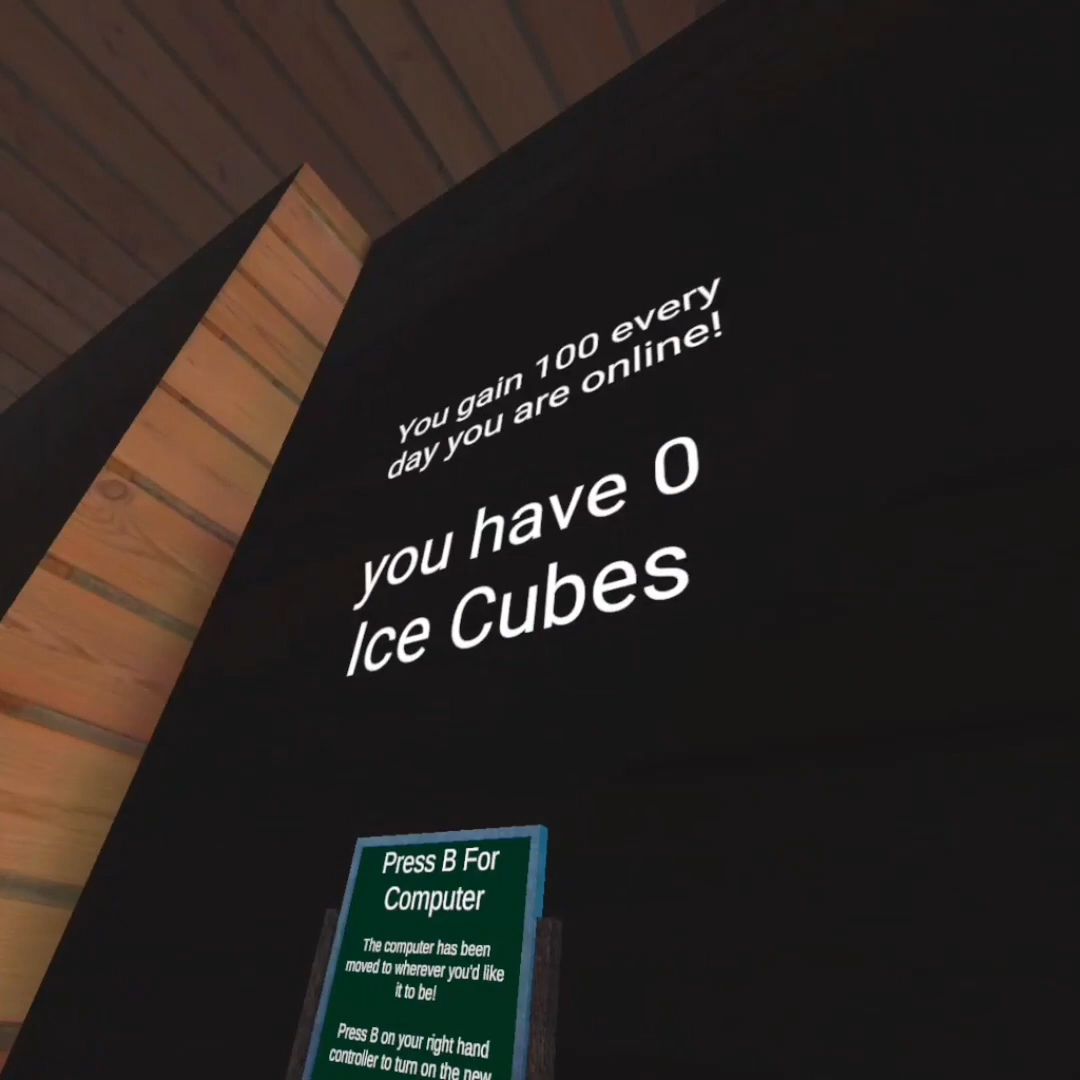 You gain 100 every
day you are online!
you have 0
Ice Cubes
Press B For
Computer
The computer has been
moved to wherever you'd like
it to be!
Press B on your right hand
controller to turn on the new